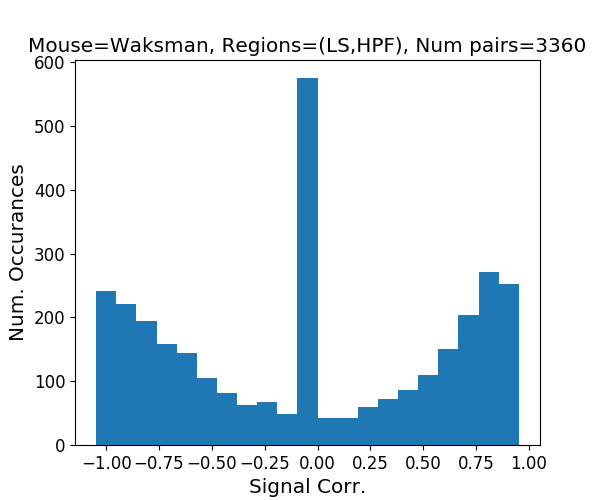 Mouse=Waksman, Regions=(LS,HPF), Num pairs=3360
600
500
400
300
200
100
0
Num. Occurances
−1.00 −0.75 −0.50 −0.25 0.00 0.25 0.50 0.75 1.00
Signal Corr.